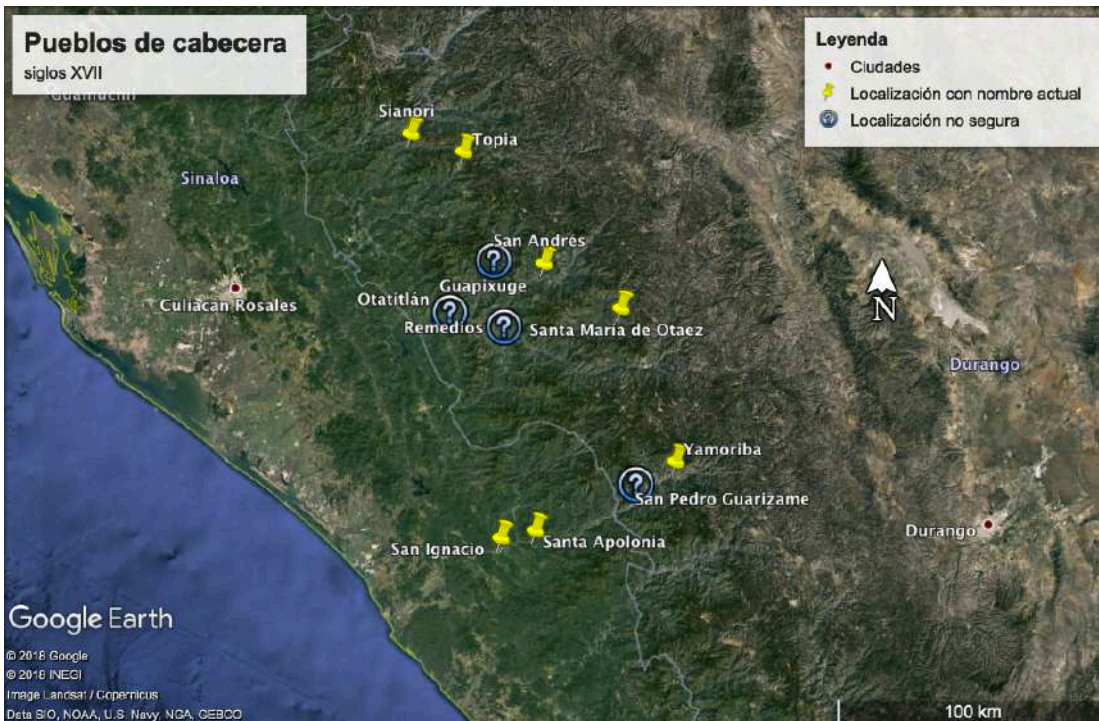 Pueblos de cabecera
siglos XVII
Guamuchil
Leyenda
Ciudades
Localización con nombre actual
Localización no segura
Sianori
Topia
Sinaloa
San Andrés
Guapixuge
Culiacan Rosales
Otatitlán
Remedios
Santa María de Otaez
N
Durango
Yamoriba
San Pedro Guarizame
Durango
San Ignacio
Santa Apolonia
Google Earth
© 2018 Google
© 2018 INEGI
Image Landsat / Copernicus
Data SIO, NOAA, U.S. Navy, NGA, GEBCO
100 km